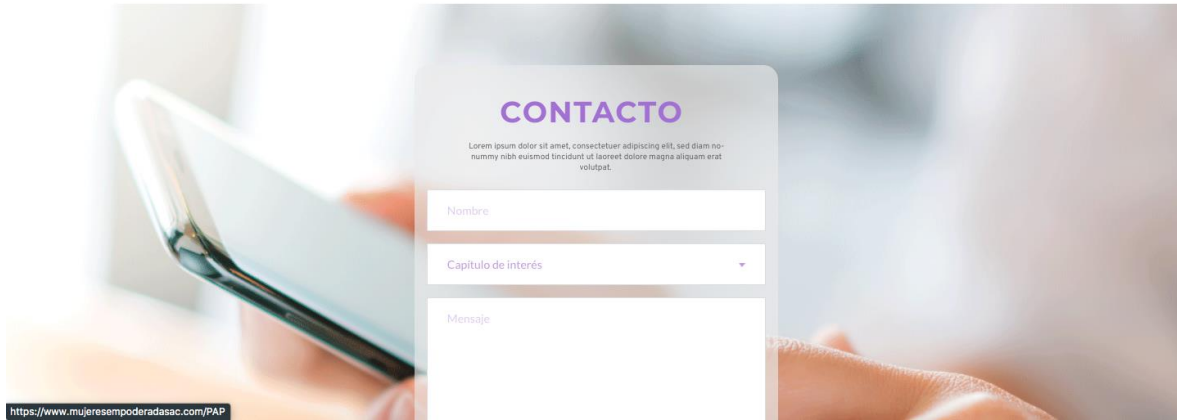 CONTACTO
Lorem ipsum dolor sit amet, consectetuer adipiscing elit, sed diam no-
nummy nibh euismod tincidunt ut laoreet dolore magna aliquam erat
volutpat.
Nombre
Capítulo de interés
Mensaje
https://www.mujeresempoderadasac.com/PAP